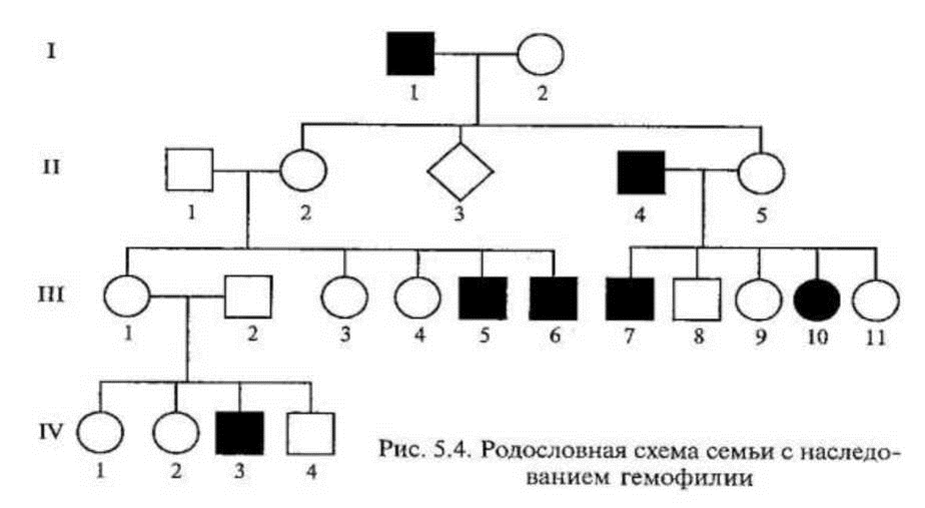 I
1 2
II
1 2 3 4 5
III
1 2 3 4 5 6 7 8 9 10 11
IV
1 2 3 4
Рис. 5.4. Родословная схема семьи с наследо-
ванием гемофилии